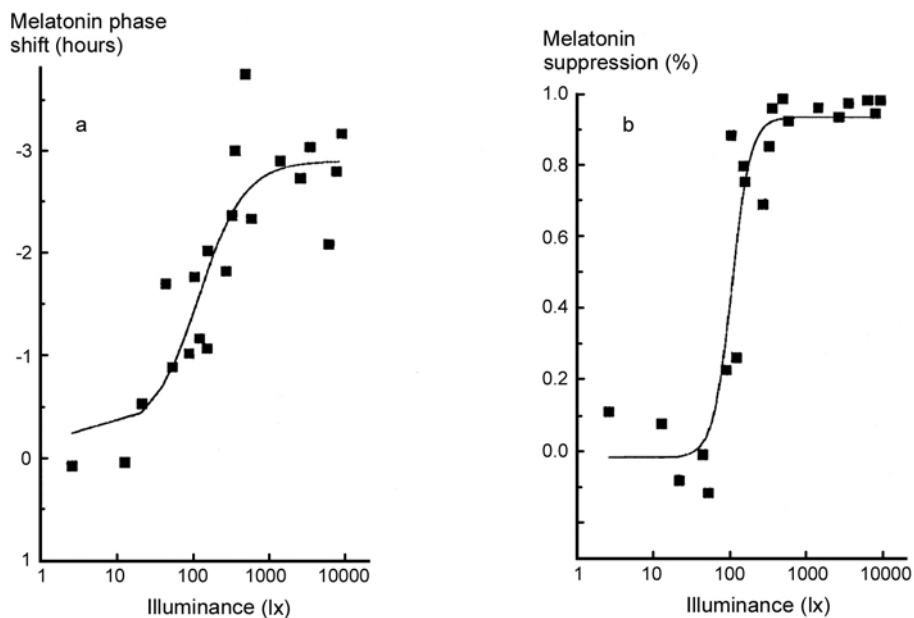 Melatonin phase
shift (hours)
a
-3
-2
-1
0
1
1 10 100 1000 10000
Illuminance (lx)
Melatonin
suppression (%)
b
1.0
0.8
0.6
0.4
0.2
0.0
1 10 100 1000 10000
Illuminance (lx)